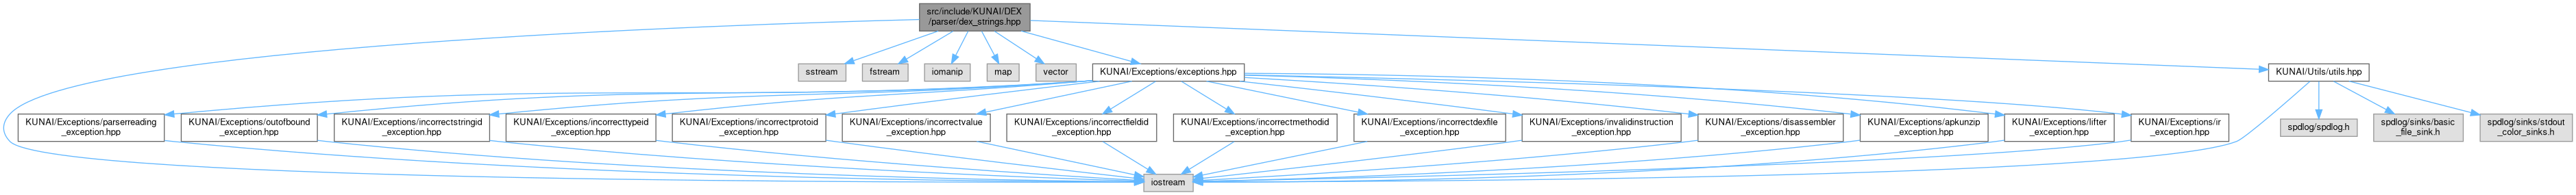 src/include/KUNAI/DEX
/parser/dex_strings.hpp
sstream
fstream
iomanip
map
vector
KUNAI/Exceptions/exceptions.hpp
KUNAI/Utils/utils.hpp
KUNAI/Exceptions/parserreading
_exception.hpp
KUNAI/Exceptions/outofbound
_exception.hpp
KUNAI/Exceptions/incorrectstringid
_exception.hpp
KUNAI/Exceptions/incorrecttypeid
_exception.hpp
KUNAI/Exceptions/incorrectprotoid
_exception.hpp
KUNAI/Exceptions/incorrectvalue
_exception.hpp
KUNAI/Exceptions/incorrectfieldid
_exception.hpp
KUNAI/Exceptions/incorrectmethodid
_exception.hpp
KUNAI/Exceptions/incorrectdexfile
_exception.hpp
KUNAI/Exceptions/invalidinstruction
_exception.hpp
KUNAI/Exceptions/disassembler
_exception.hpp
KUNAI/Exceptions/apkunzip
_exception.hpp
KUNAI/Exceptions/lifter
_exception.hpp
KUNAI/Exceptions/ir
_exception.hpp
spdlog/spdlog.h
spdlog/sinks/basic
_file_sink.h
spdlog/sinks/stdout
_color_sinks.h
iostream